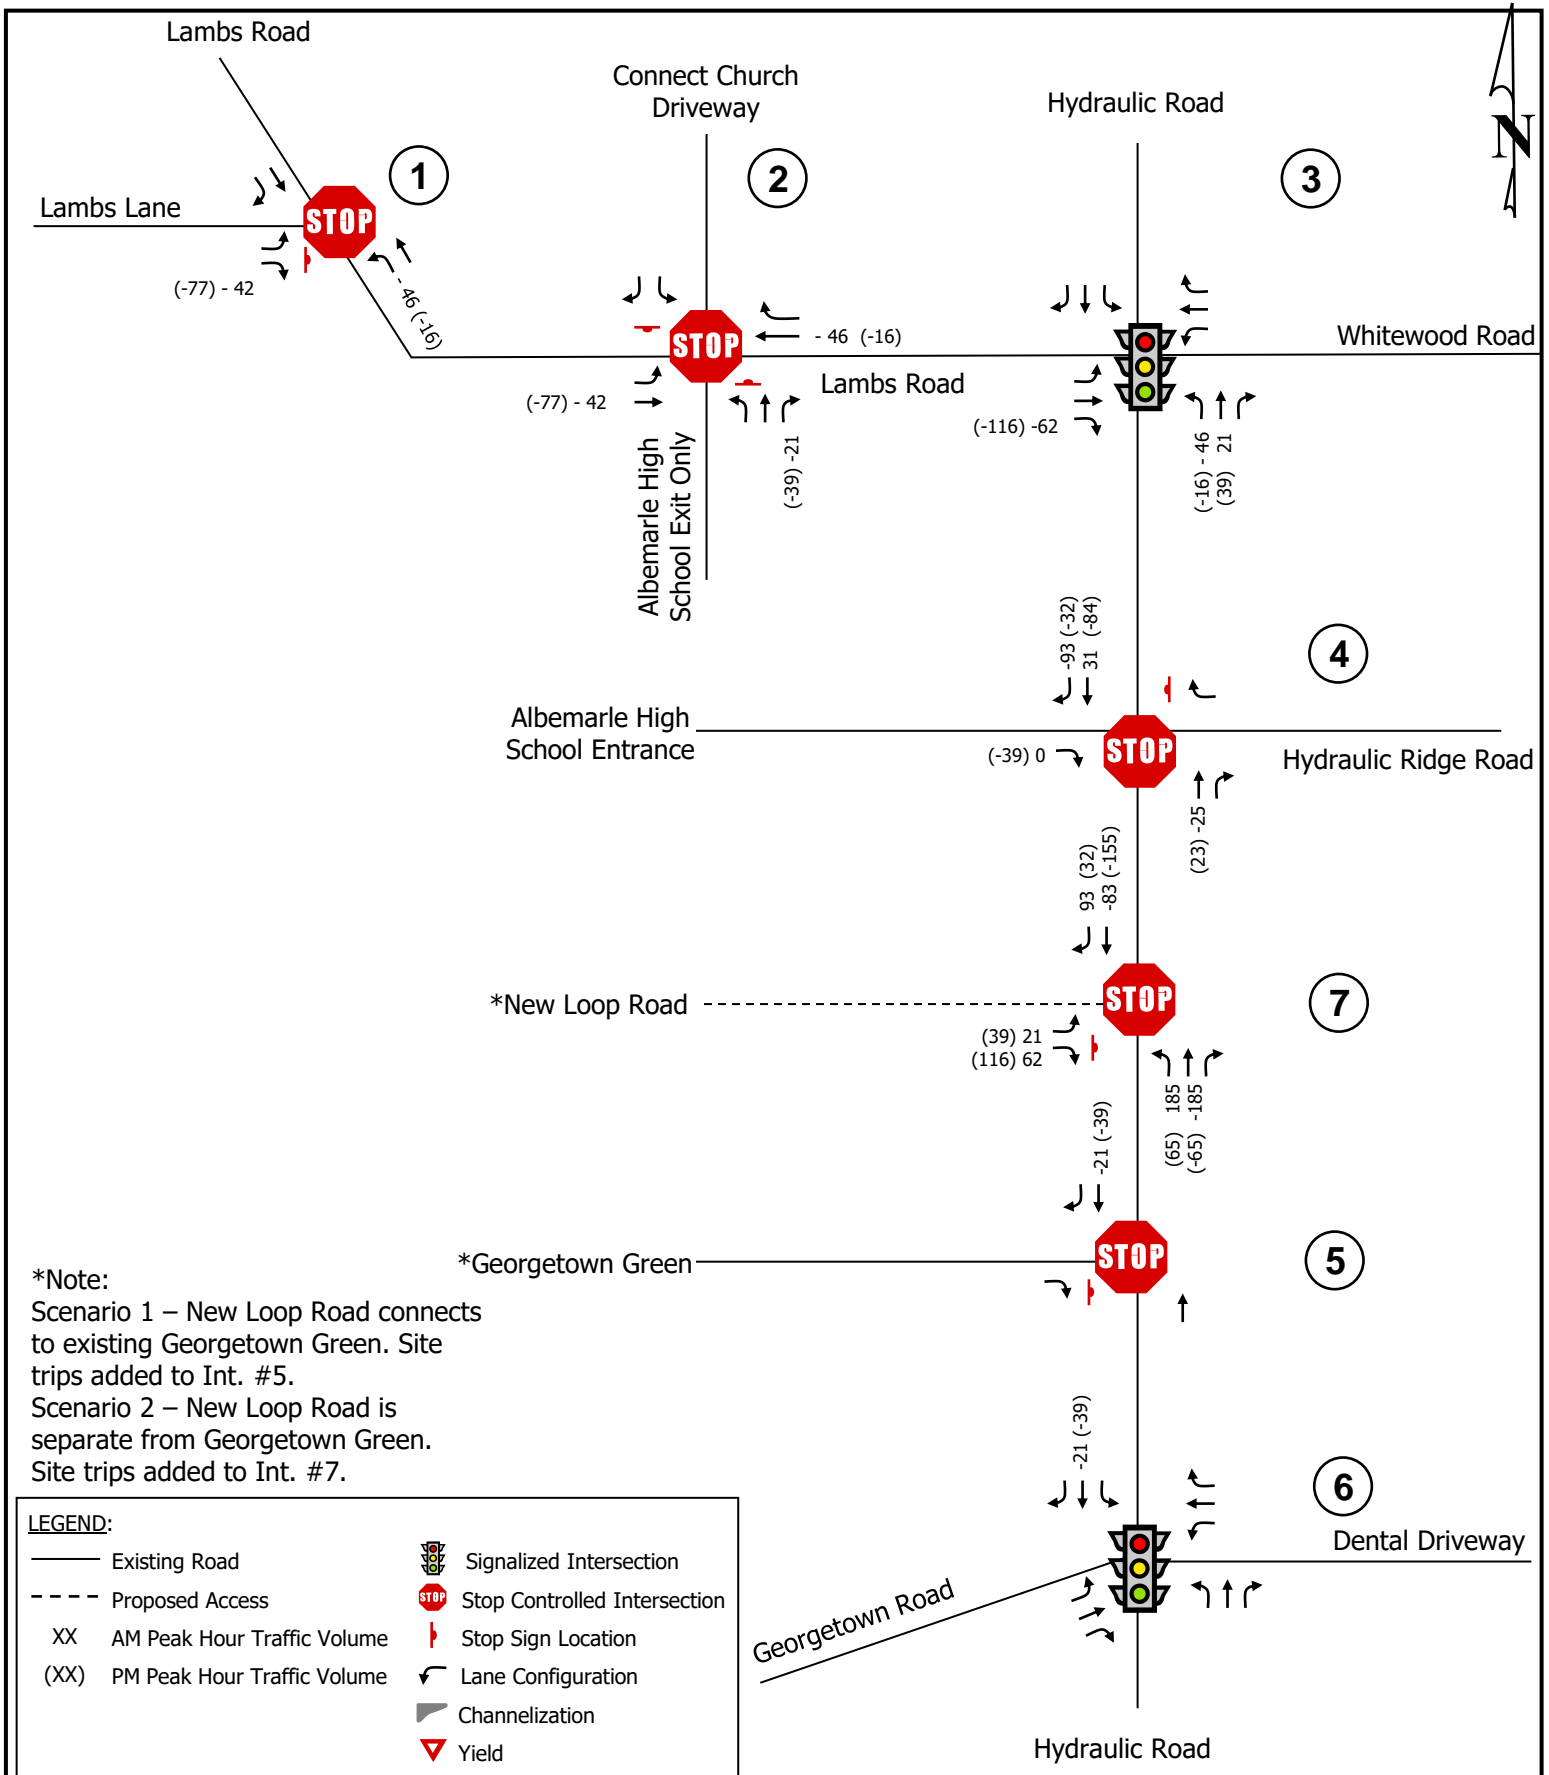 Lambs Road
Connect Church
Driveway
Hydraulic Road
N
1
2
3
Lambs Lane
STOP
(-77) - 42
- 46 (-16)
STOP
- 46 (-16)
Whitewood Road
Lambs Road
(-77) - 42
(-39) -21
(-116) -62
(-16) - 46
(39) 21
Albemarle High
School Exit Only
-93 (-32)
31 (-84)
4
Albemarle High
School Entrance
(-39) 0
STOP
Hydraulic Ridge Road
(23) -25
93 (32)
-83 (-155)
*New Loop Road
STOP
7
(39) 21
(116) 62
(65) 185
(-65) -185
-21 (-39)
*Georgetown Green
STOP
5
*Note:
Scenario 1 – New Loop Road connects
to existing Georgetown Green. Site
trips added to Int. #5.
Scenario 2 – New Loop Road is
separate from Georgetown Green.
Site trips added to Int. #7.
-21 (-39)
6
Dental Driveway
Georgetown Road
Hydraulic Road
LEGEND:
Existing Road
Signalized Intersection
Proposed Access
STOP Stop Controlled Intersection
XX AM Peak Hour Traffic Volume
Stop Sign Location
(XX) PM Peak Hour Traffic Volume
Lane Configuration
Channelization
Yield